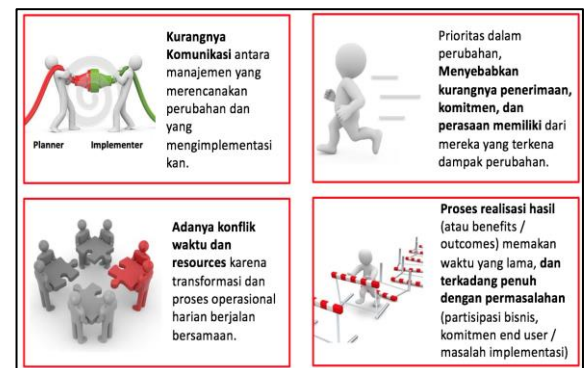 Kurangnya
Komunikasi antara
manajemen yang
merencanakan
perubahan dan
yang
mengimplementasi
kan.
Planner
Implementer
Prioritas dalam
perubahan,
Menyebabkan
kurangnya penerimaan,
komitmen, dan
perasaan memiliki dari
mereka yang terkena
dampak perubahan.
Adanya konflik
waktu dan
resources karena
transformasi dan
proses operasional
harian berjalan
bersamaan.
Proses realisasi hasil
(atau benefits /
outcomes) memakan
waktu yang lama, dan
terkadang penuh
dengan permasalahan
(partisipasi bisnis,
komitmen end user /
masalah implementasi)